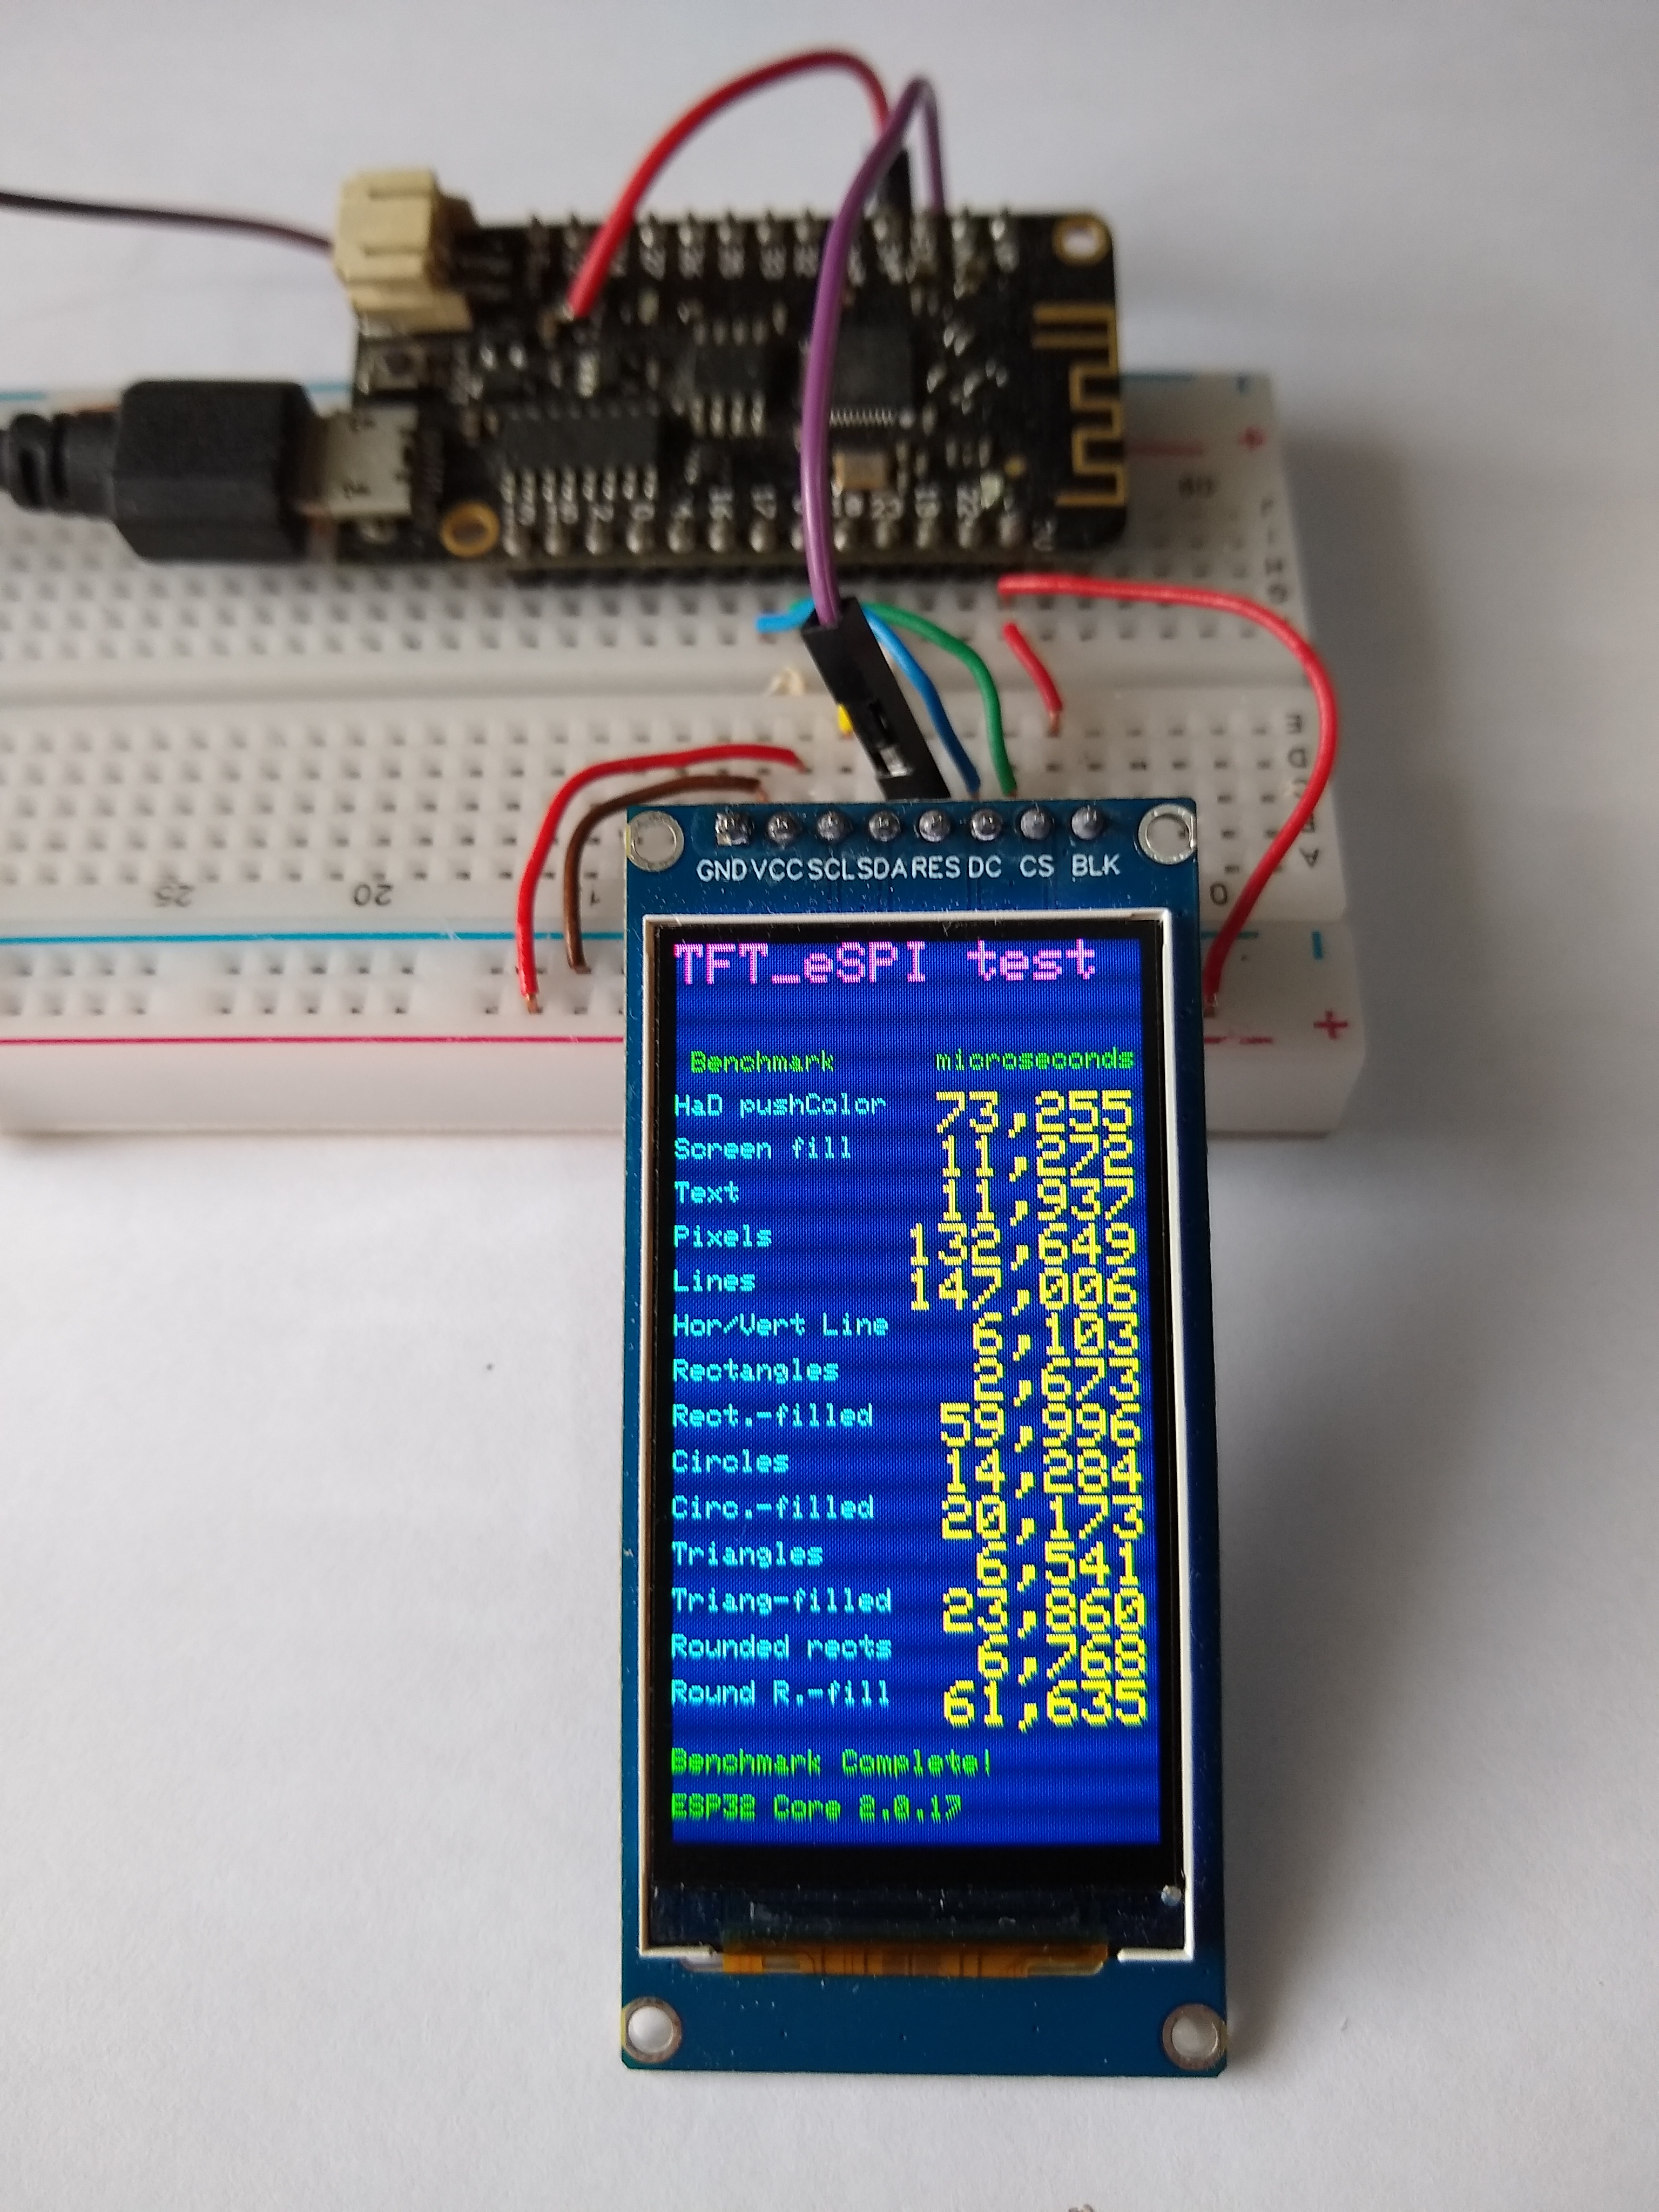 GND VCC SCL SDA RES DC CS BLK
TFT_eSPI test
Benchmark microseconds
HaD pushColor 73,255
Screen fill 11,272
Text 11,937
Pixels 132,649
Lines 147,006
Hor/Vert Line 6,103
Rectangles 2,673
Rect.-filled 59,996
Circles 14,284
Circ.-filled 20,173
Triangles 6,541
Triang-filled 23,860
Rounded rects 6,768
Round R.-fill 61,635
Benchmark Complete!
ESP32 Core 2.0.17
25 20
+